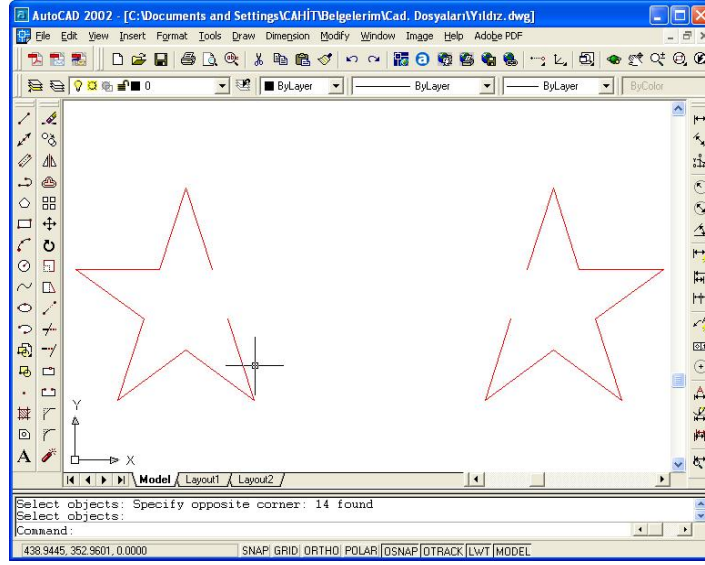 AutoCAD 2002 - [C:\Documents and Settings\CAHİT\Belgelerim\Cad. Dosyaları\Yıldız.dwg]
File Edit View Insert Format Tools Draw Dimension Modify Window Image Help Adobe PDF
0 ByLayer ByLayer ByLayer ByColor
A
Y
X
Model Layout1 Layout2
Select objects: Specify opposite corner: 14 found
Select objects:
Command:
438.9445, 352.9601, 0.0000 SNAP GRID ORTHO POLAR OSNAP OTRACK LWT MODEL